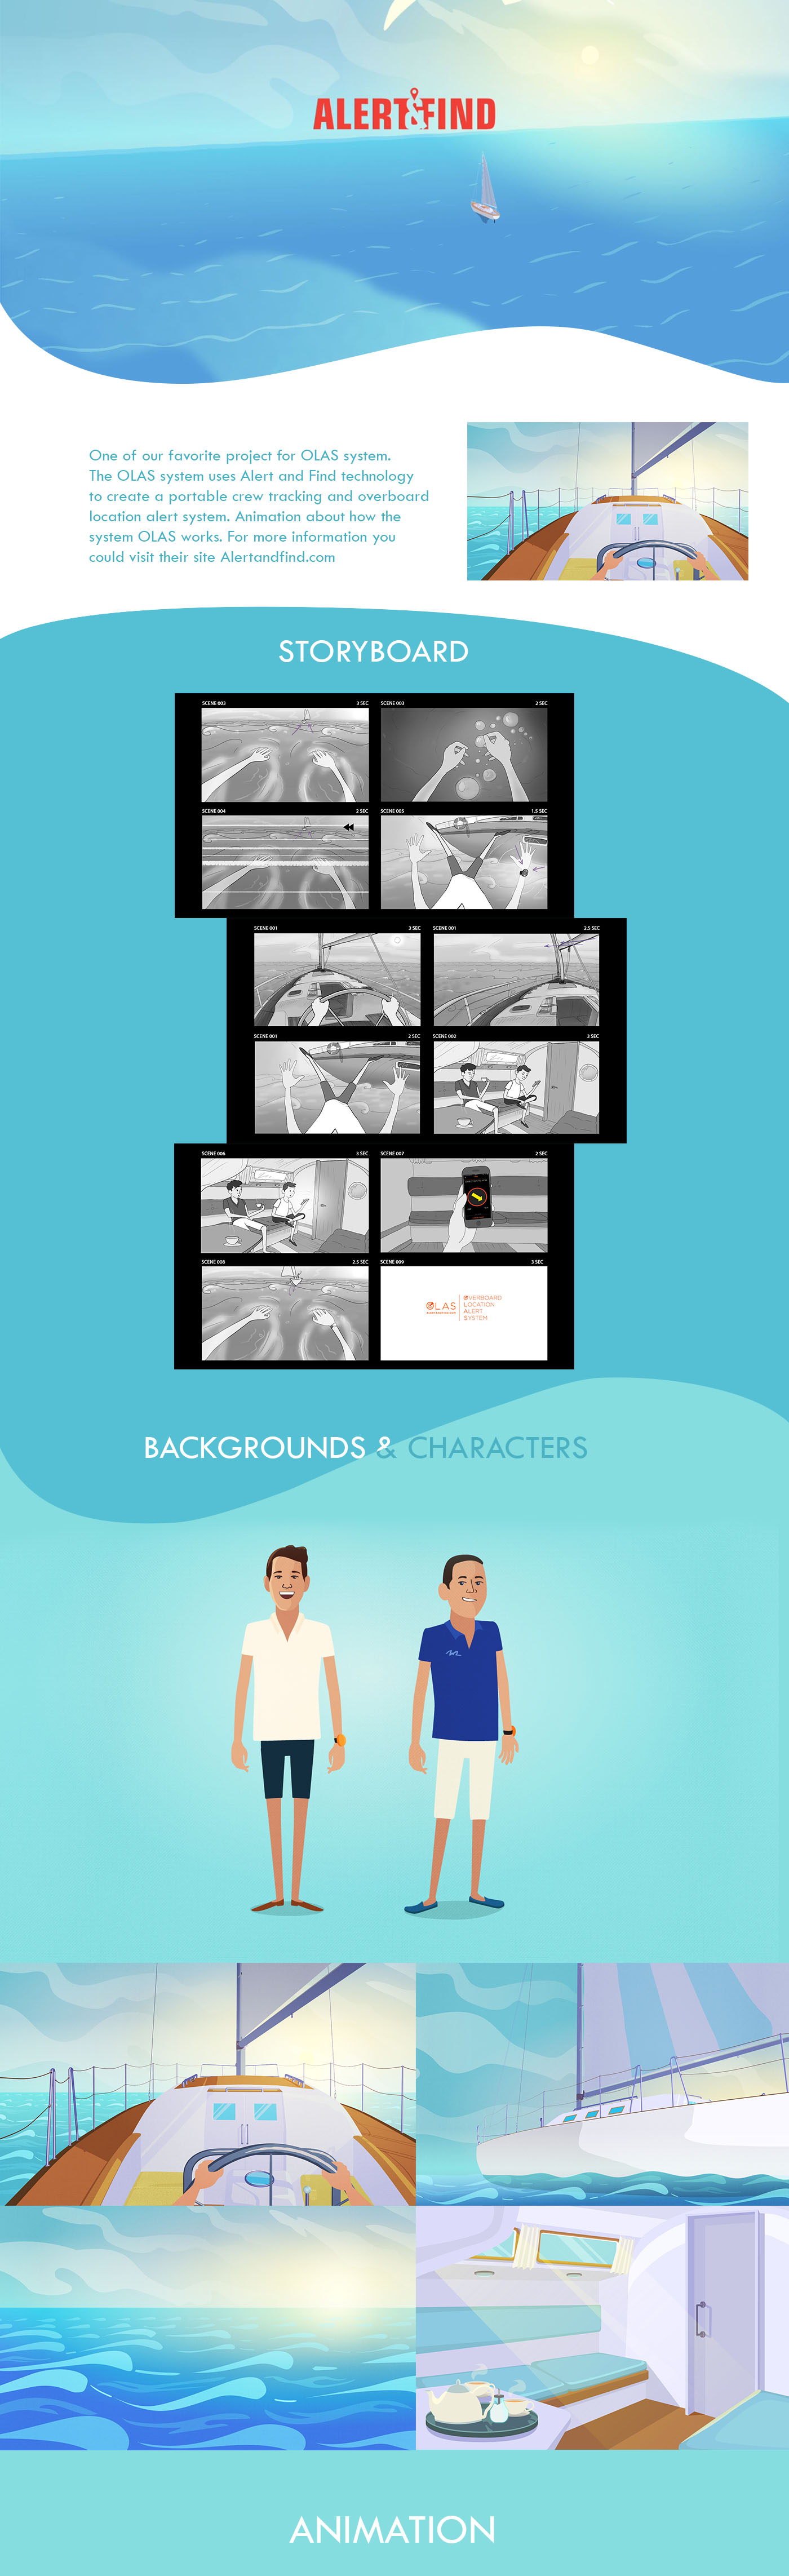 ALERT&FIND
One of our favorite project for OLAS system.
The OLAS system uses Alert and Find technology
to create a portable crew tracking and overboard
location alert system. Animation about how the
system OLAS works. For more information you
could visit their site Alertandfind.com
STORYBOARD
SCENE 003 3 SEC
SCENE 003 2 SEC
SCENE 004 2 SEC
SCENE 005 1.5 SEC
SCENE 001 3 SEC
SCENE 001 2.5 SEC
SCENE 001 2 SEC
SCENE 002 3 SEC
SCENE 006 3 SEC
SCENE 007 2 SEC
SCENE 008 2.5 SEC
SCENE 009 3 SEC
OLAS
OVERBOARD
LOCATION
ALERT
SYSTEM
BACKGROUNDS & CHARACTERS
ANIMATION